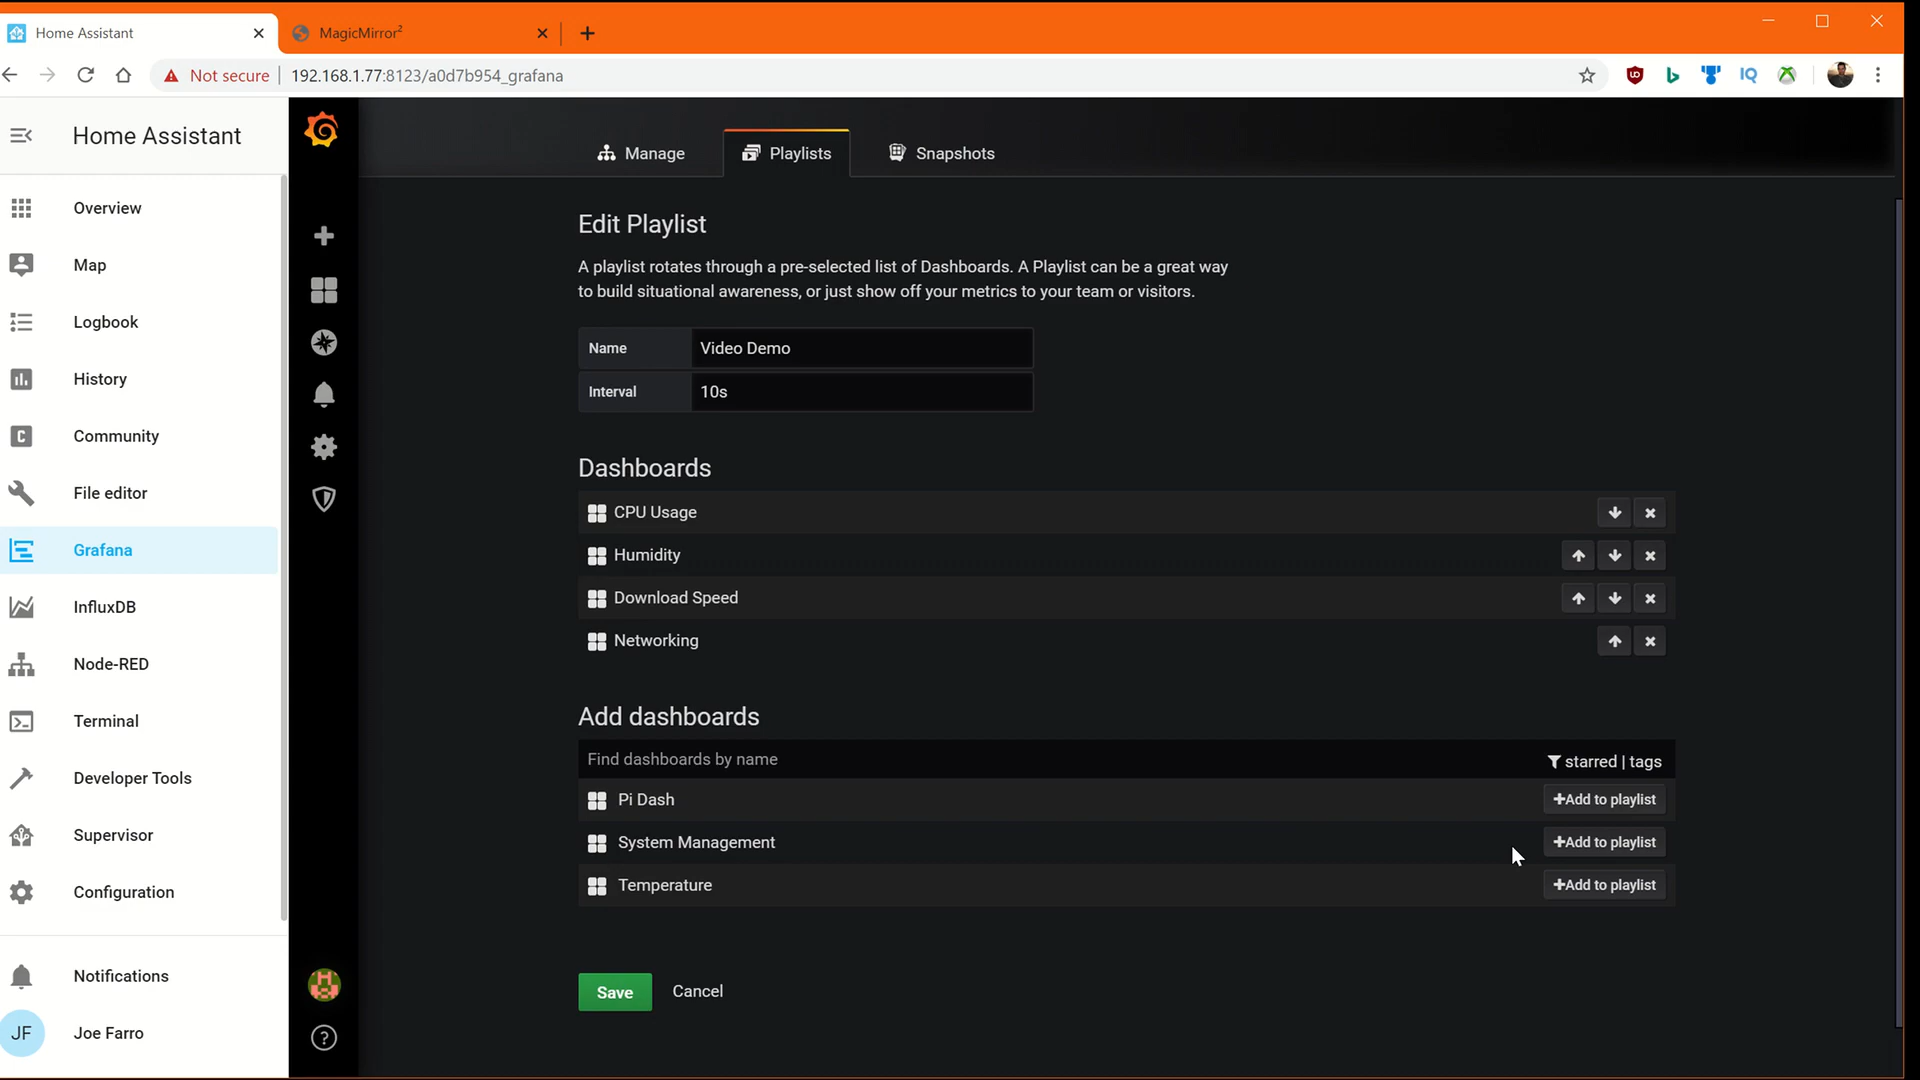 Home Assistant
MagicMirror²
Not secure
192.168.1.77:8123/a0d7b954_grafana
Home Assistant
Overview
Map
Logbook
History
Community
File editor
Grafana
InfluxDB
Node-RED
Terminal
Developer Tools
Supervisor
Configuration
Notifications
JF
Joe Farro
Manage
Playlists
Snapshots
Edit Playlist
A playlist rotates through a pre-selected list of Dashboards. A Playlist can be a great way
to build situational awareness, or just show off your metrics to your team or visitors.
Name Video Demo
Interval 10s
Dashboards
CPU Usage
Humidity
Download Speed
Networking
Add dashboards
Find dashboards by name
starred | tags
Pi Dash
+Add to playlist
System Management
+Add to playlist
Temperature
+Add to playlist
Save
Cancel